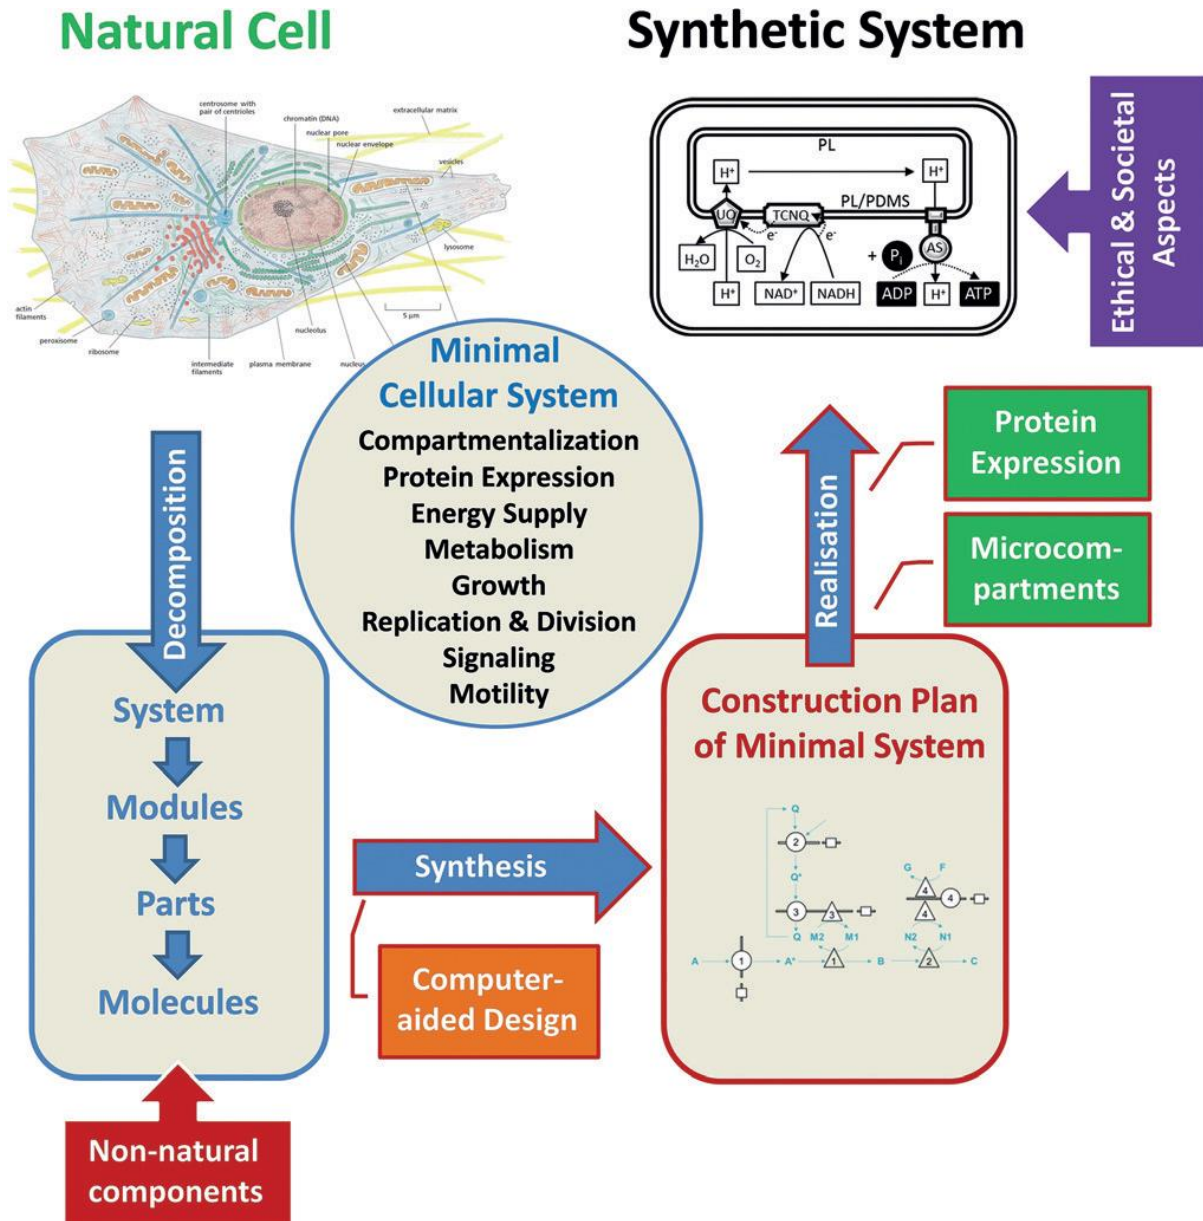 Natural Cell
Synthetic System
centrosome with
pair of centrioles
extracellular matrix
chromatin (DNA)
nuclear pore
nuclear envelope
vesicles
lysosome
5 μm
actin
filaments
peroxisome
ribosome
intermediate
filaments
plasma membrane
nucleolus
nucleus
PL
H+
H+
PL/PDMS
UQ
TCNQ
e-
e-
H2O
O2
H+
NAD+
NADH
+
Pi
AS
ADP
H+
ATP
Ethical & Societal
Aspects
Minimal
Cellular System
Compartmentalization
Protein Expression
Energy Supply
Metabolism
Growth
Replication & Division
Signaling
Motility
Decomposition
System
Modules
Parts
Molecules
Non-natural
components
Synthesis
Computer-
aided Design
Realisation
Protein
Expression
Microcom-
partments
Construction Plan
of Minimal System
Q
2
Q*
3
3
Q
M2
M1
G
F
4
4
4
N2
N1
A
1
A*
1
B
2
C